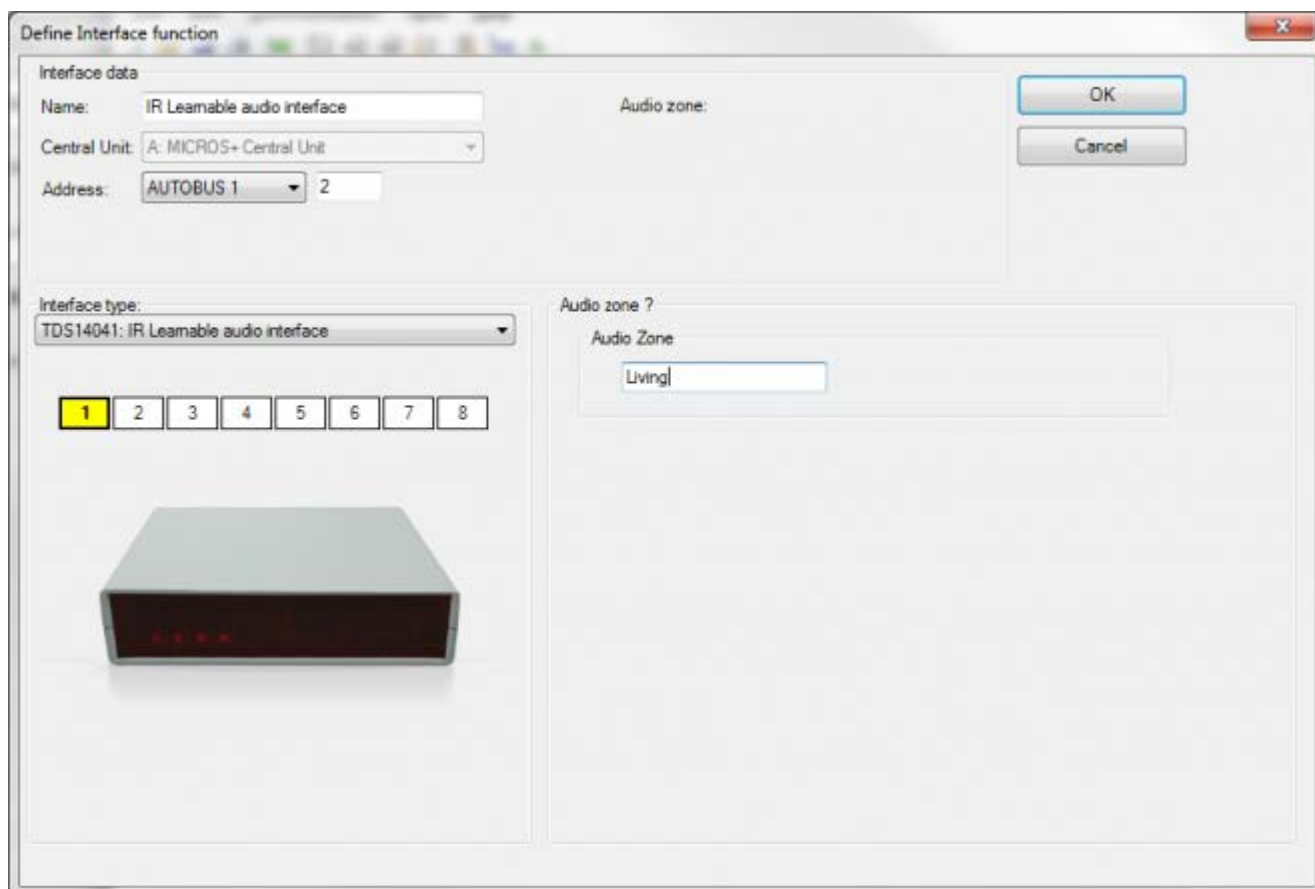 Define Interface function
Interface data
Name: IR Learnable audio interface
Audio zone:
OK
Central Unit: A: MICROS+ Central Unit
Cancel
Address: AUTOBUS 1 2
Interface type:
TDS14041: IR Learnable audio interface
Audio zone ?
Audio Zone
Living
1 2 3 4 5 6 7 8